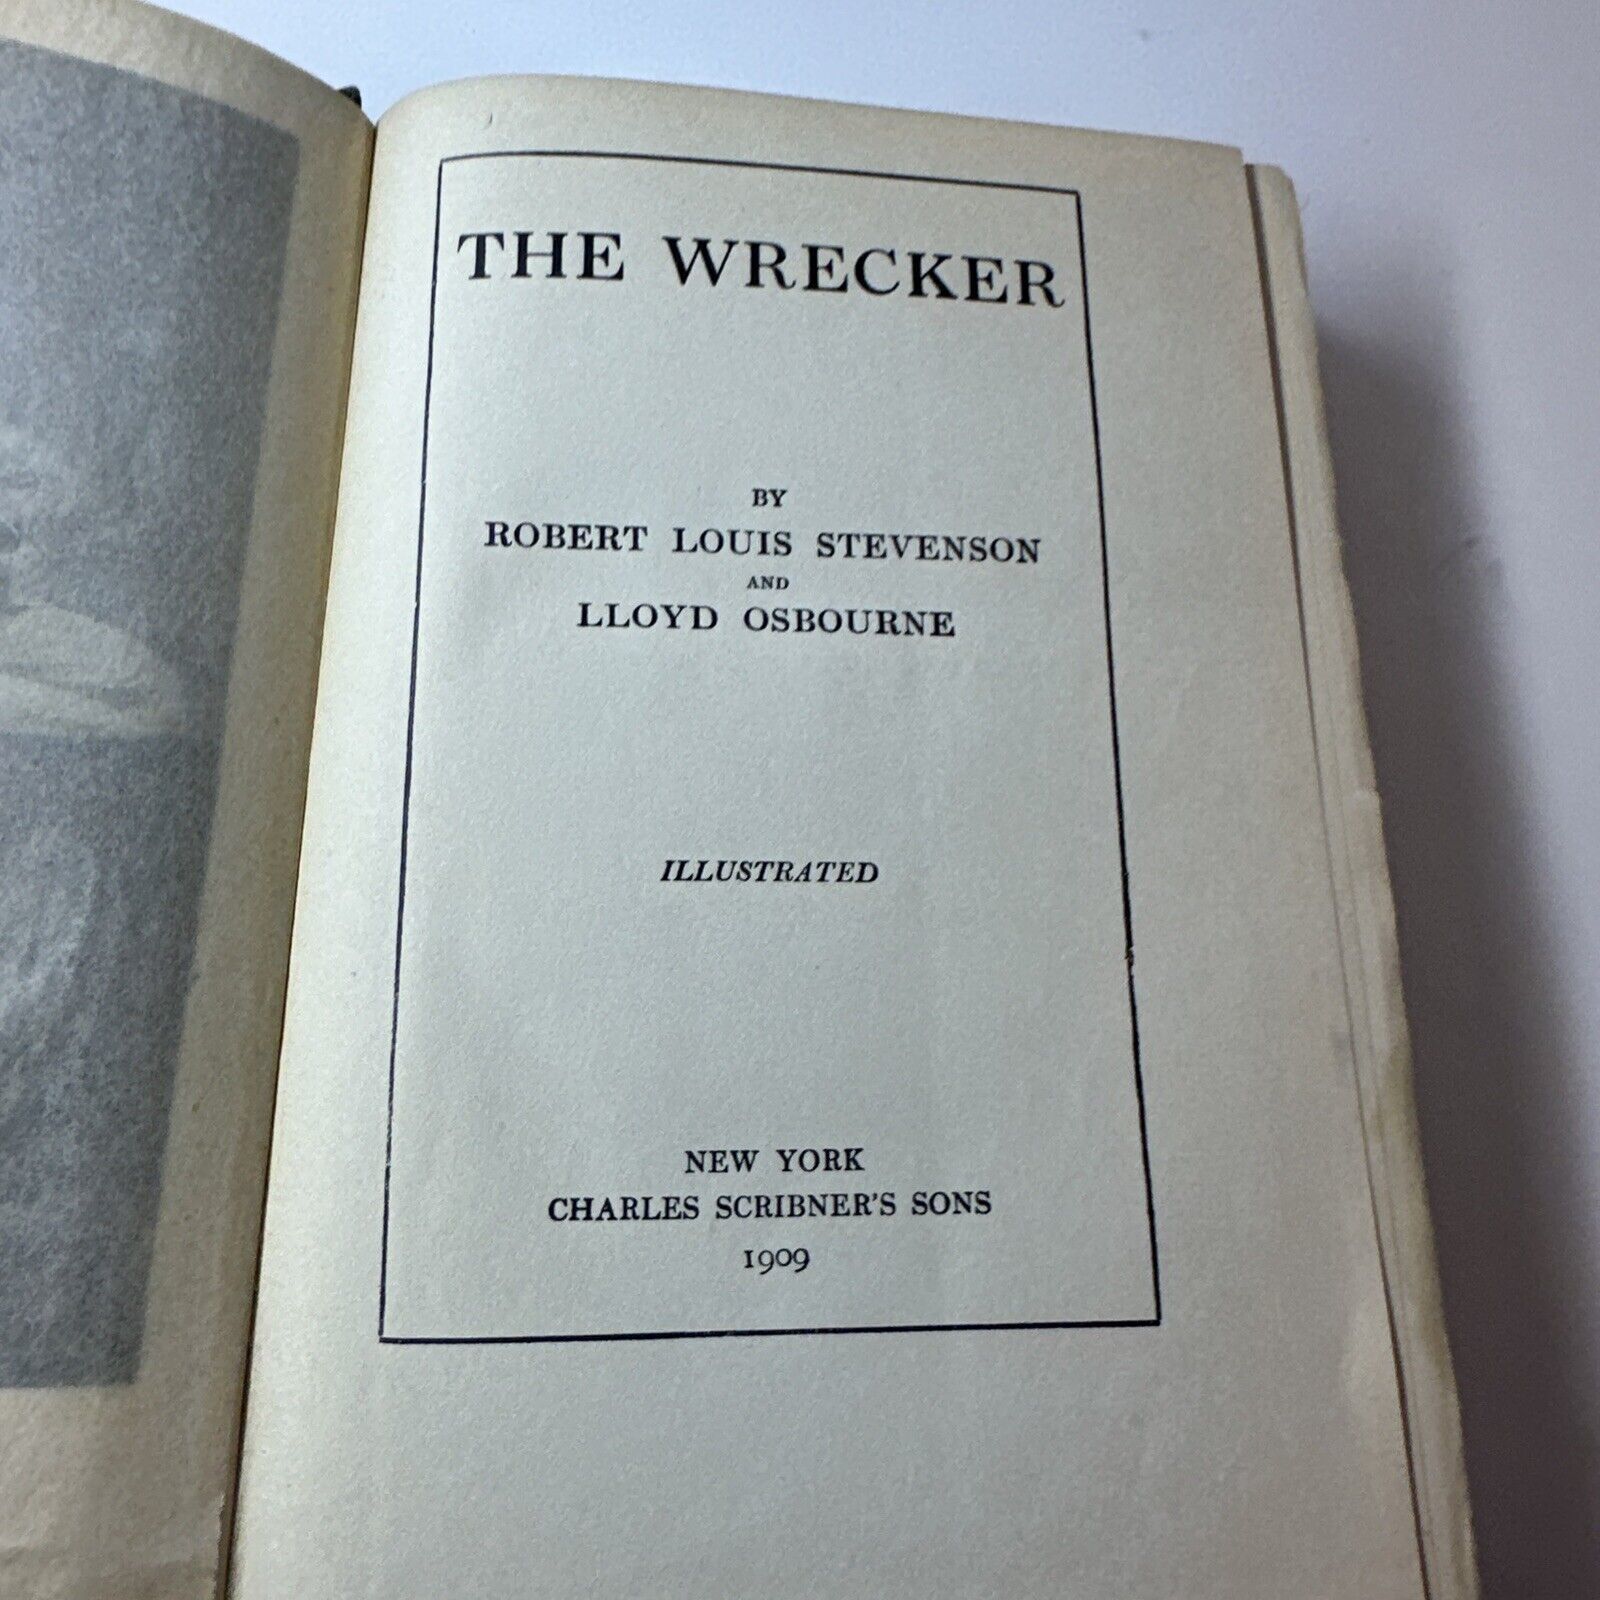 THE WRECKER
BY
ROBERT LOUIS STEVENSON
AND
LLOYD OSBOURNE
ILLUSTRATED
NEW YORK
CHARLES SCRIBNER'S SONS
1909